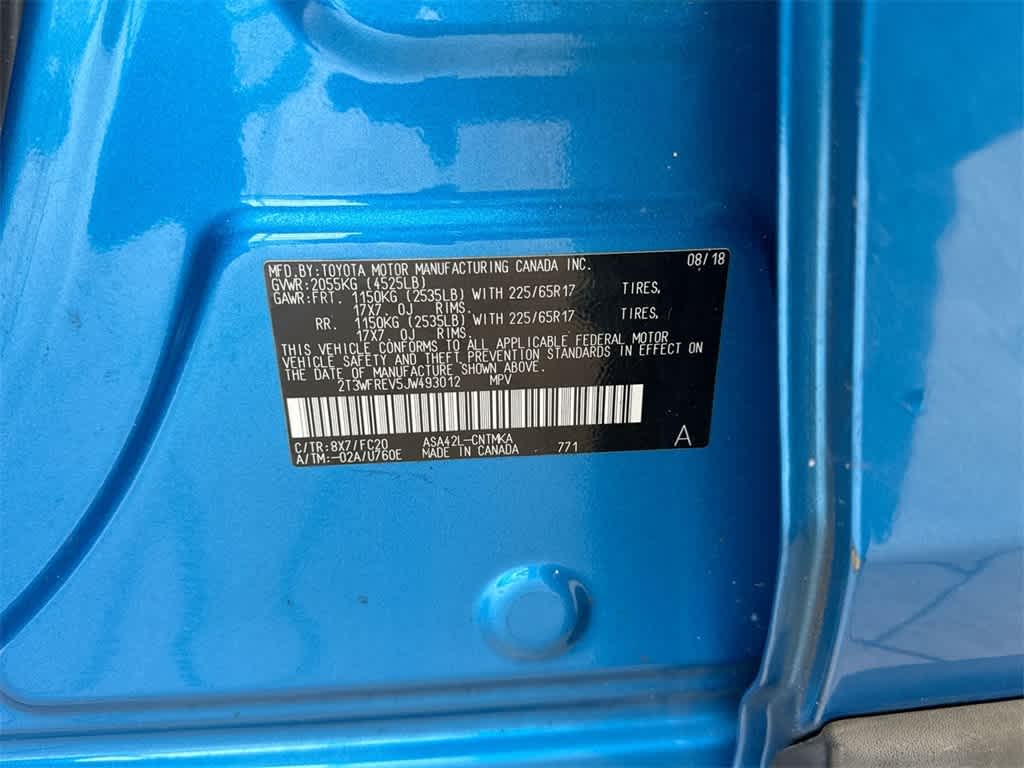 MFD.BY:TOYOTA MOTOR MANUFACTURING CANADA INC. 08/18
GVWR:2055KG (4525LB)
GAWR:FRT. 1150KG (2535LB) WITH 225/65R17 TIRES,
17X7 0J RIMS.
RR. 1150KG (2535LB) WITH 225/65R17 TIRES,
17X7 0J RIMS
THIS VEHICLE CONFORMS TO ALL APPLICABLE FEDERAL MOTOR
VEHICLE SAFETY AND THEFT PREVENTION STANDARDS IN EFFECT ON
THE DATE OF MANUFACTURE SHOWN ABOVE.
2T3WFREV5JW493012 MPV
C/TR:8X7/FC20 ASA42L-CNTMKA
A/TM:-02A/U760E MADE IN CANADA 771 A